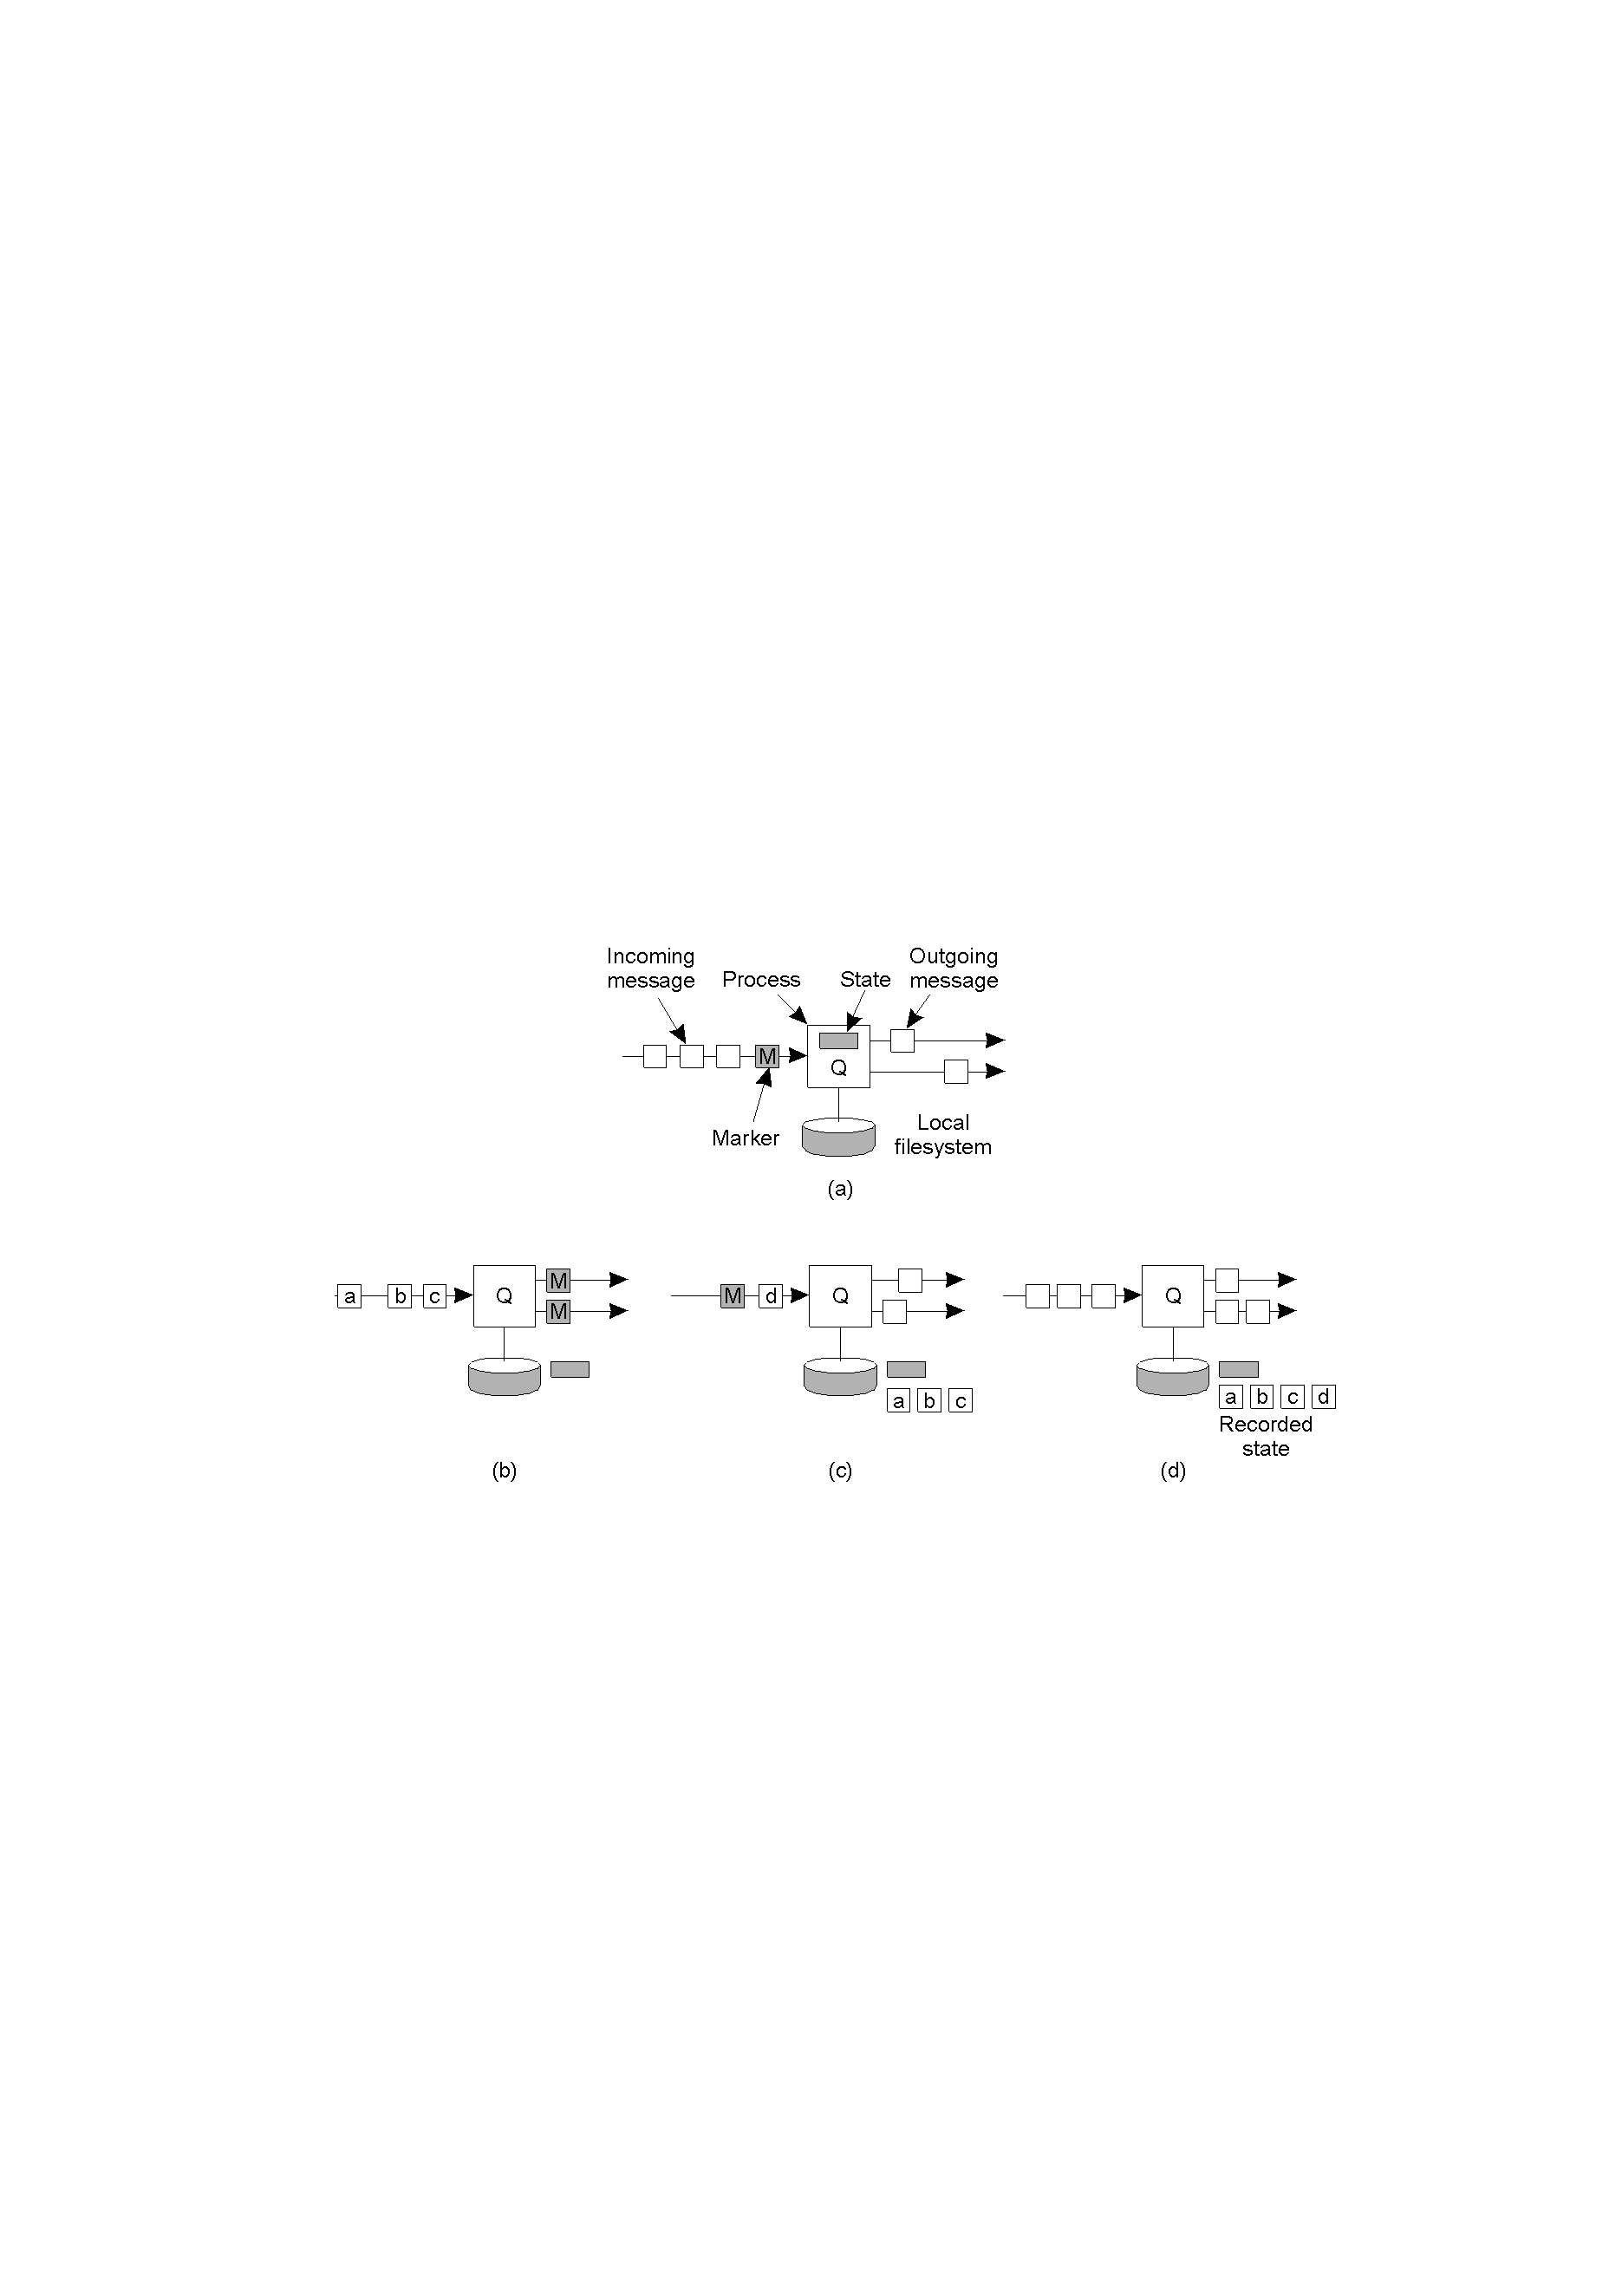 Incoming
message
Process
State
Outgoing
message
M
Q
Marker
Local
filesystem
(a)
a b c Q M
M
(b)
M d Q
a b c
(c)
Q
a b c d
Recorded
state
(d)